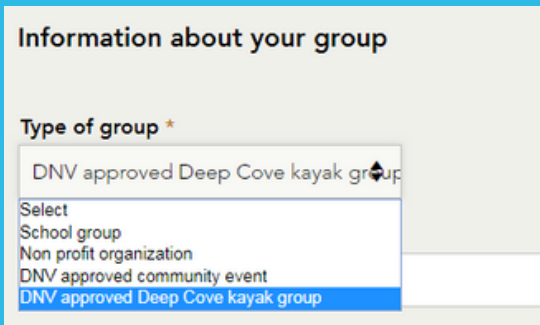 Information about your group
Type of group *
DNV approved Deep Cove kayak group
Select
School group
Non profit organization
DNV approved community event
DNV approved Deep Cove kayak group